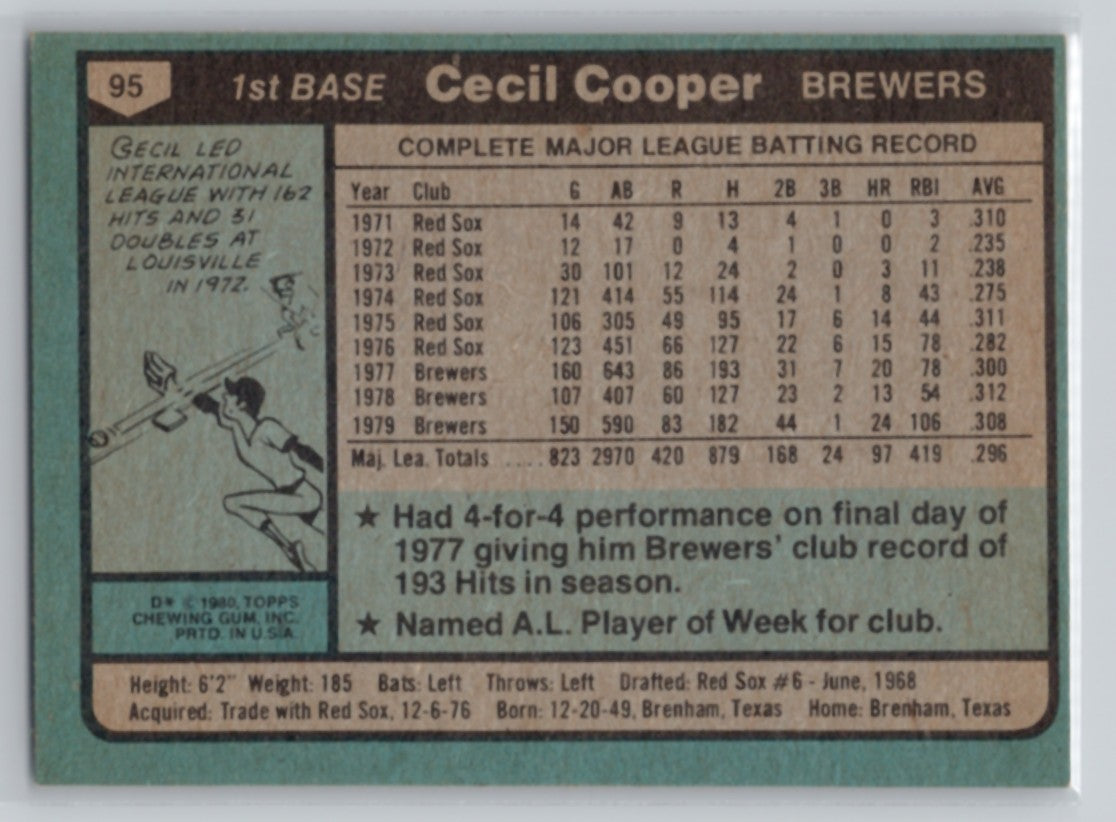 95 1st BASE Cecil Cooper BREWERS
CECIL LED
INTERNATIONAL
LEAGUE WITH 162
HITS AND 31
DOUBLES AT
LOUISVILLE
IN 1972.
COMPLETE MAJOR LEAGUE BATTING RECORD
Year Club G AB R H 2B 3B HR RBI AVG
1971 Red Sox 14 42 9 13 4 1 0 3 .310
1972 Red Sox 12 17 0 4 1 0 0 2 .235
1973 Red Sox 30 101 12 24 2 0 3 11 .238
1974 Red Sox 121 414 55 114 24 1 8 43 .275
1975 Red Sox 106 305 49 95 17 6 14 44 .311
1976 Red Sox 123 451 66 127 22 6 15 78 .282
1977 Brewers 160 643 86 193 31 7 20 78 .300
1978 Brewers 107 407 60 127 23 2 13 54 .312
1979 Brewers 150 590 83 182 44 1 24 106 .308
Maj. Lea. Totals .... 823 2970 420 879 168 24 97 419 .296
★ Had 4-for-4 performance on final day of
1977 giving him Brewers' club record of
193 Hits in season.
★ Named A.L. Player of Week for club.
D* © 1980, TOPPS
CHEWING GUM, INC.
PRTD. IN U.S.A.
Height: 6'2" Weight: 185 Bats: Left Throws: Left Drafted: Red Sox #6 - June, 1968
Acquired: Trade with Red Sox, 12-6-76 Born: 12-20-49, Brenham, Texas Home: Brenham, Texas